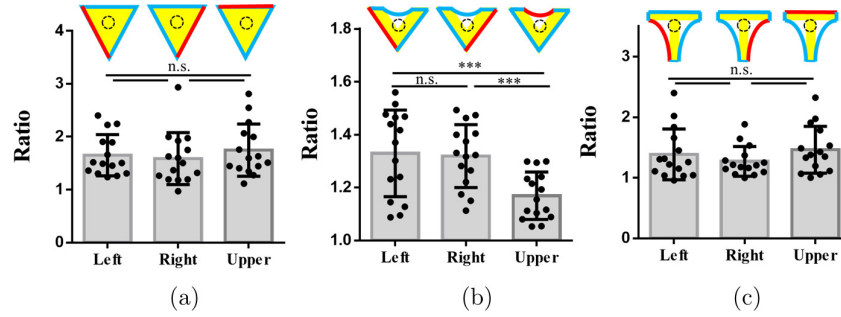 Ratio
4
3
2
1
0
n.s.
Left Right Upper
(a)
Ratio
1.8
1.6
1.4
1.2
1.0
***
n.s. ***
Left Right Upper
(b)
Ratio
3
2
1
0
n.s.
Left Right Upper
(c)